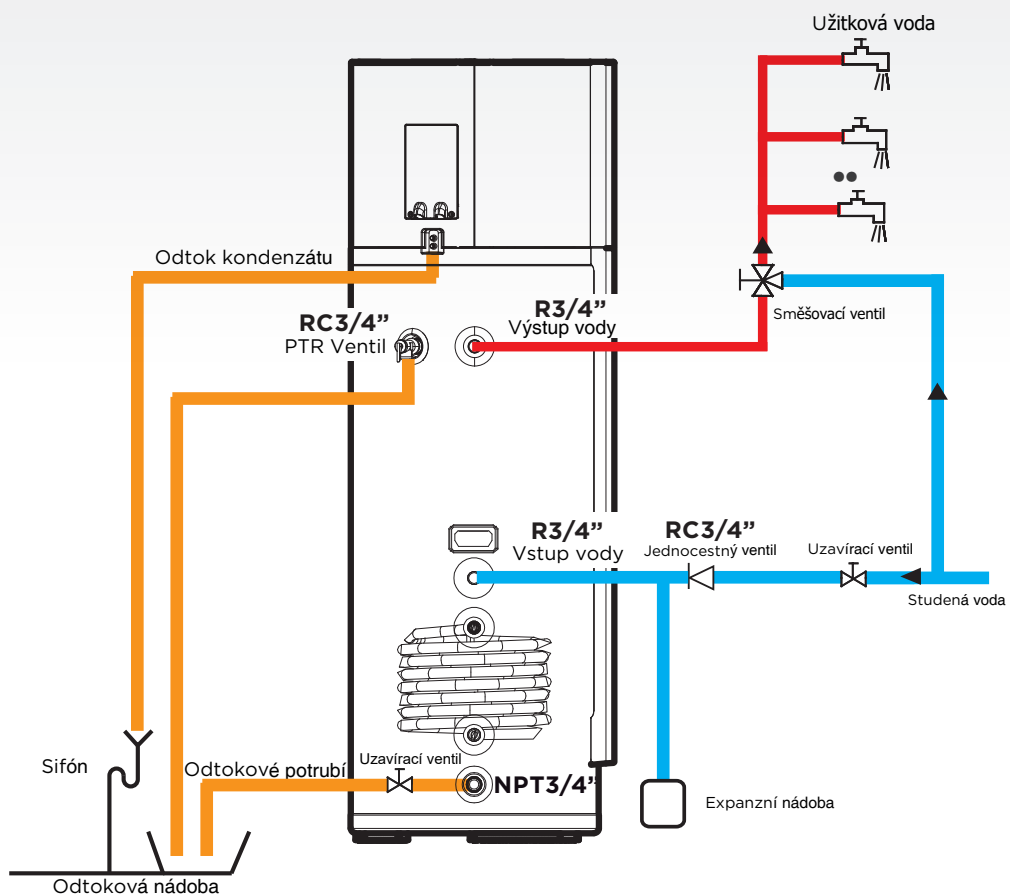 Užitková voda
Odtok kondenzátu
RC3/4”
PTR Ventil
R3/4”
Výstup vody
Směšovací ventil
R3/4”
Vstup vody
RC3/4”
Jednocestný ventil
Uzavírací ventil
Studená voda
Sifón
Odtokové potrubí
Uzavírací ventil
NPT3/4”
Expanzní nádoba
Odtoková nádoba